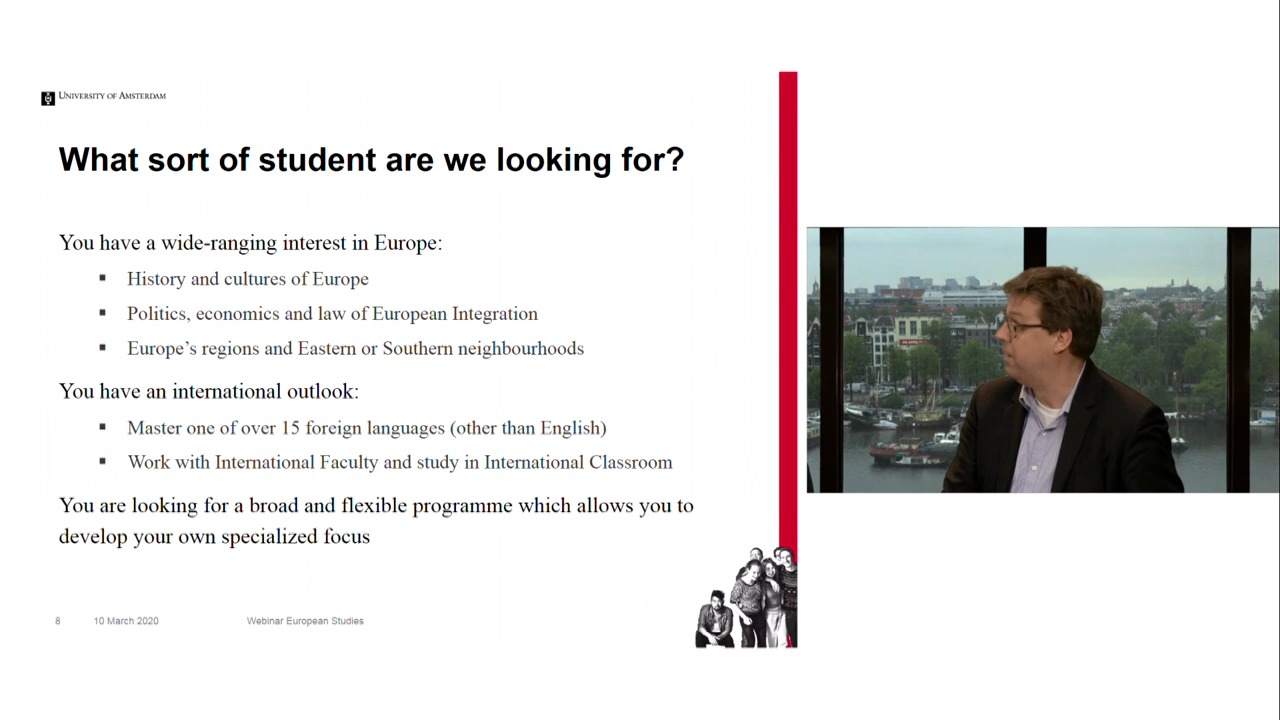 University of Amsterdam
What sort of student are we looking for?
You have a wide-ranging interest in Europe:
▪ History and cultures of Europe
▪ Politics, economics and law of European Integration
▪ Europe’s regions and Eastern or Southern neighbourhoods
You have an international outlook:
▪ Master one of over 15 foreign languages (other than English)
▪ Work with International Faculty and study in International Classroom
You are looking for a broad and flexible programme which allows you to
develop your own specialized focus
8 10 March 2020 Webinar European Studies